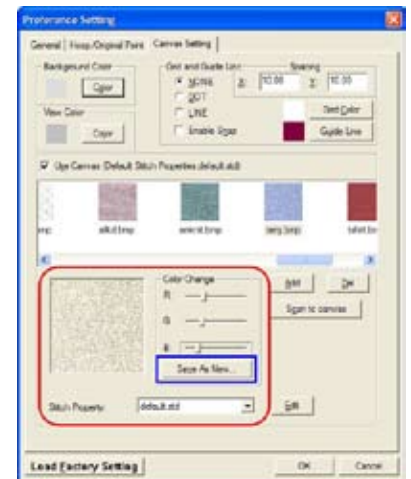 Preference Setting
General Hoop/Original Point Canvas Setting
Background Color
Color
View Color
Color
Grid and Guide Line
NONE
DOT
LINE
Enable Snap
Spacing
10.00 10.00
Grid Color
Guide Line
Use Canvas (Default Stitch Properties:default.std)
Color Change
R
G
B
Save As New...
Add
Del
Scan to canvas
Stitch Property
default.std
Edit
Load Factory Setting
OK Cancel